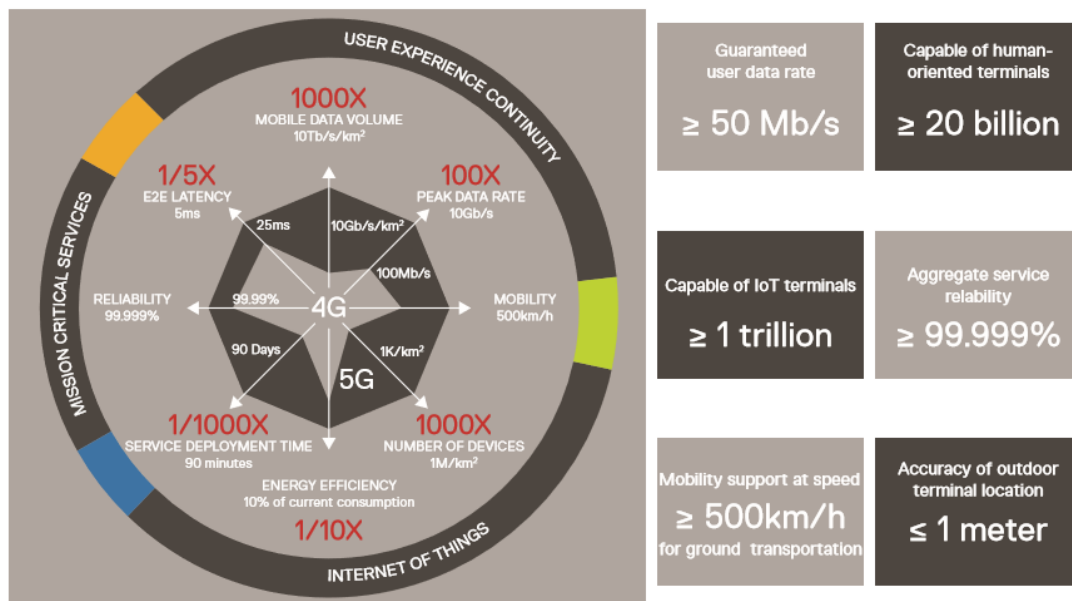 USER EXPERIENCE CONTINUITY
1000X
MOBILE DATA VOLUME
10Tb/s/km²
1/5X
E2E LATENCY
5ms
100X
PEAK DATA RATE
10Gb/s
25ms
10Gb/s/km²
100Mb/s
MISSION CRITICAL SERVICES
RELIABILITY
99.999%
99.99%
4G
MOBILITY
500km/h
90 Days
1K/km²
5G
1/1000X
SERVICE DEPLOYMENT TIME
90 minutes
1000X
NUMBER OF DEVICES
1M/km²
ENERGY EFFICIENCY
10% of current consumption
1/10X
INTERNET OF THINGS
Guaranteed
user data rate
≥ 50 Mb/s
Capable of human-
oriented terminals
≥ 20 billion
Capable of IoT terminals
≥ 1 trillion
Aggregate service
relability
≥ 99.999%
Mobility support at speed
≥ 500km/h
for ground transportation
Accuracy of outdoor
terminal location
≤ 1 meter